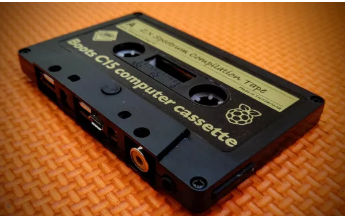 A
ZX Spectrum Compilation Tape
Boots C15 computer cassette